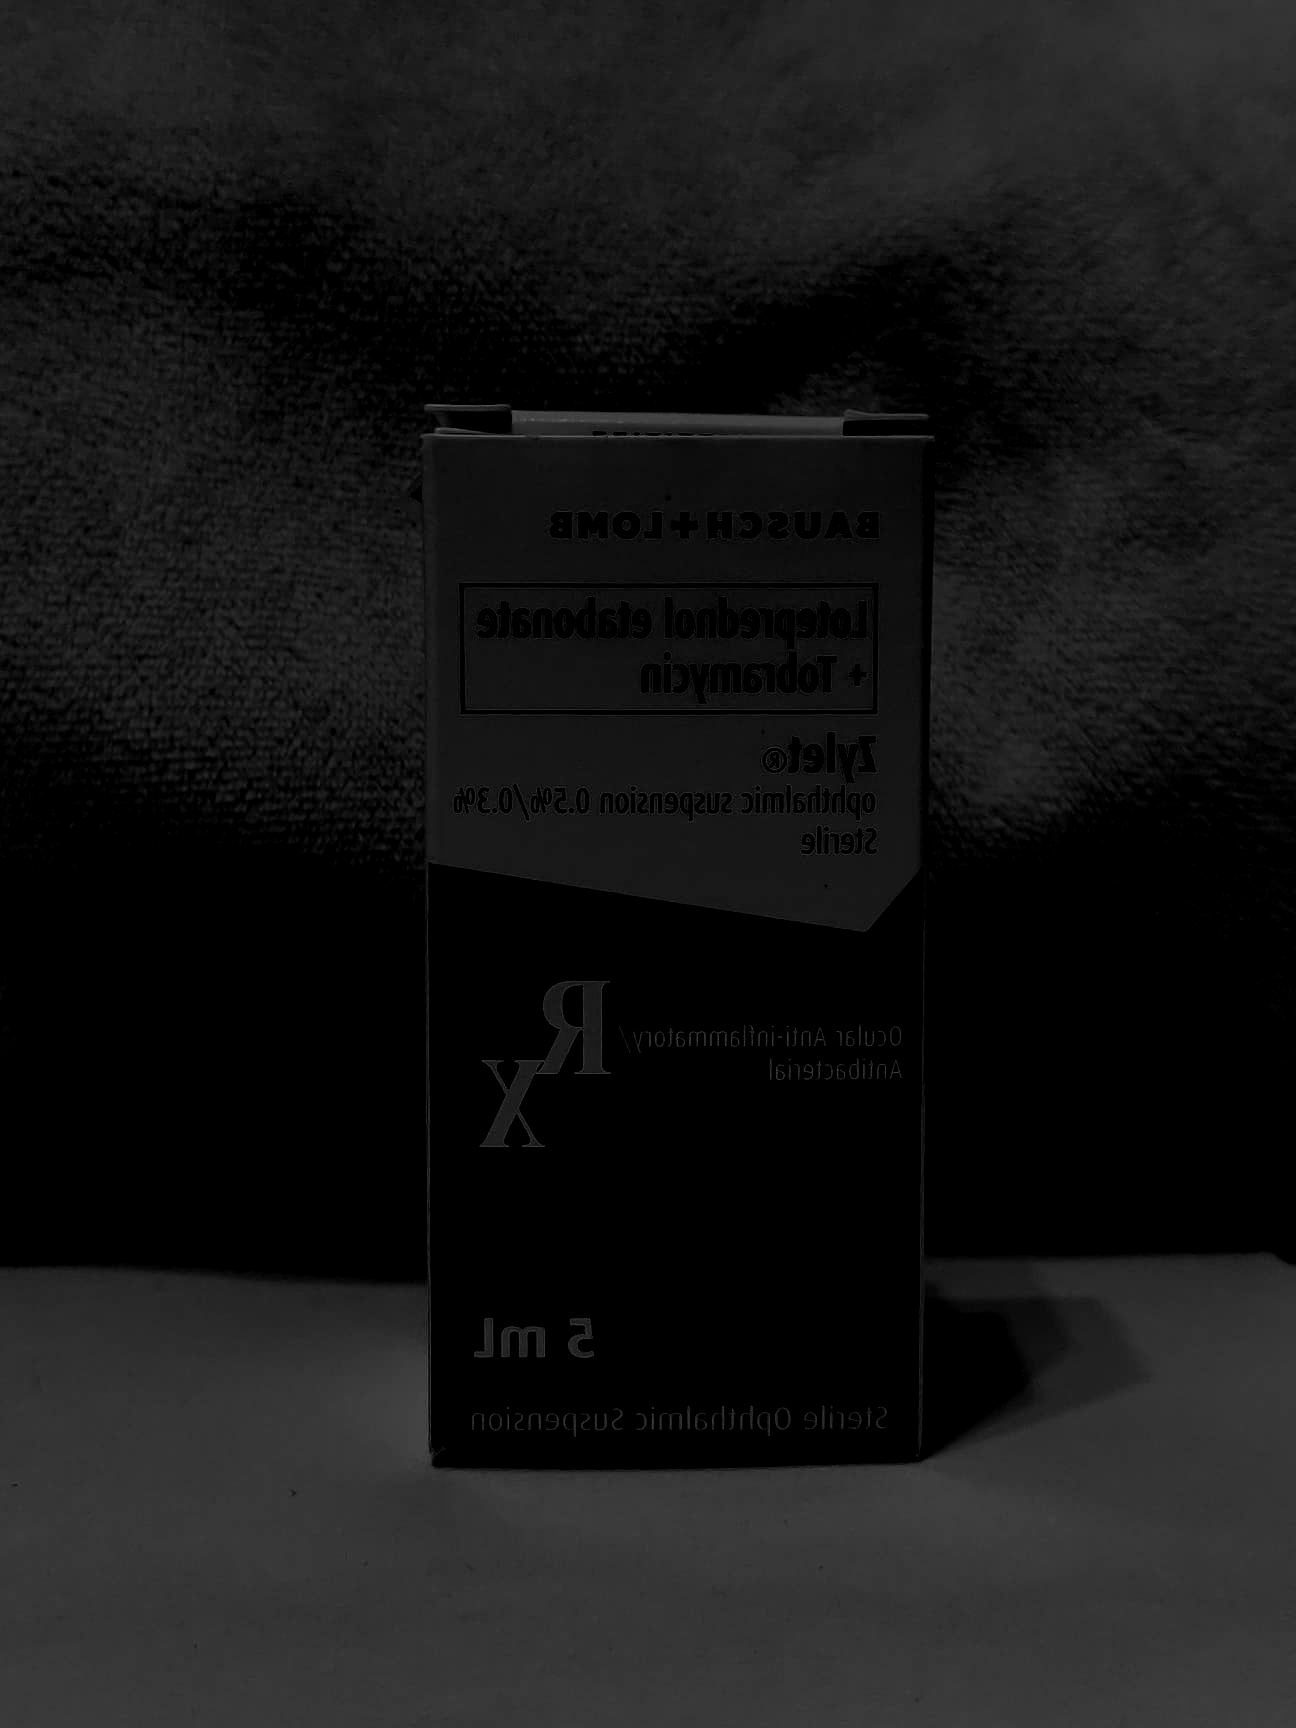 BAUSCH + LOMB
Loteprednol etabonate
+ Tobramycin
Zylet®
ophthalmic suspension 0.5%/0.3%
Sterile
Ocular Anti-inflammatory/
Antibacterial
Rx
5 mL
Sterile Ophthalmic Suspension